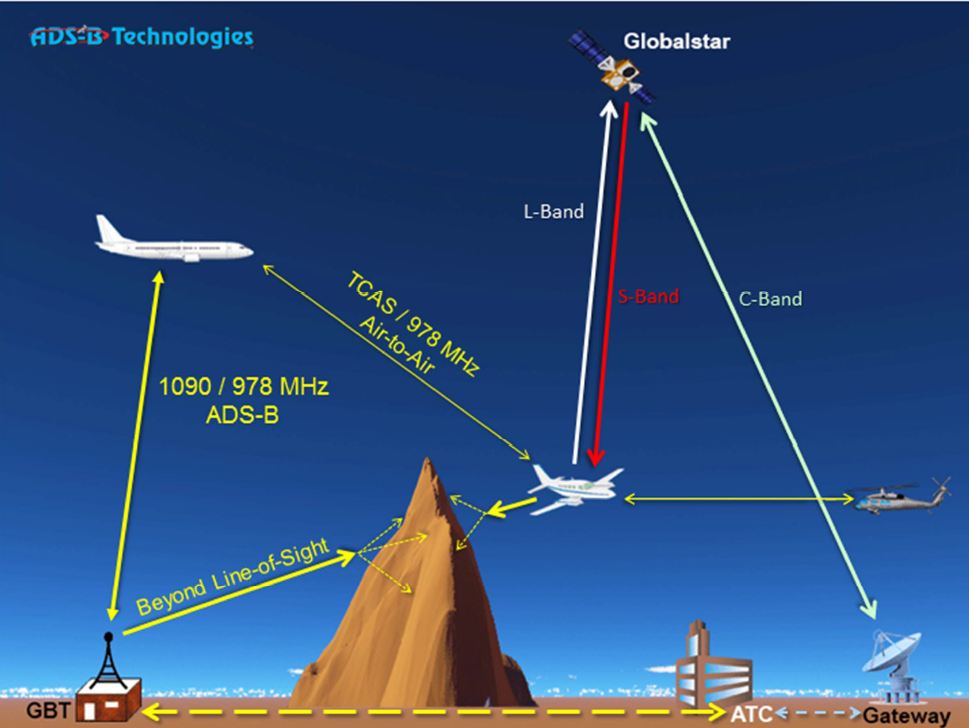 ADS-B Technologies
Globalstar
L-Band
S-Band
C-Band
TCAS / 978 MHz
Air-to-Air
1090 / 978 MHz
ADS-B
Beyond Line-of-Sight
GBT
ATC
Gateway